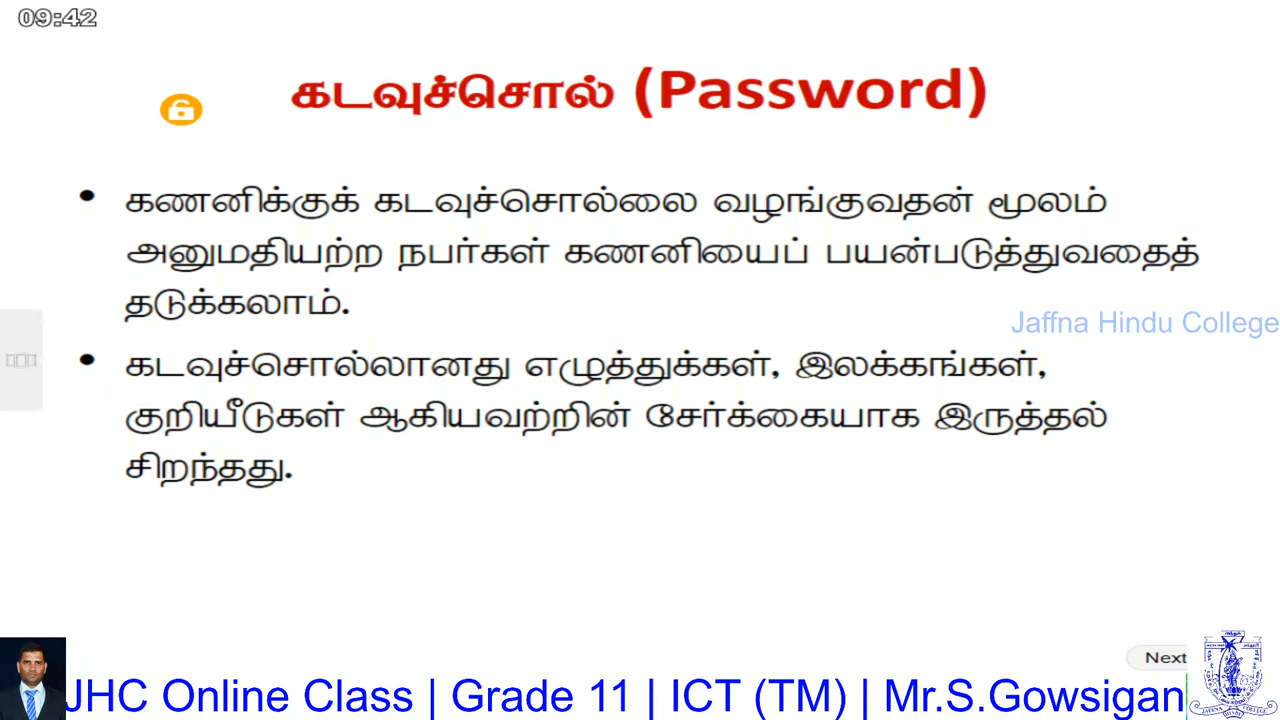 09:42
கடவுச்சொல் (Password)
• கணனிக்குக் கடவுச்சொல்லை வழங்குவதன் மூலம்
அனுமதியற்ற நபர்கள் கணனியைப் பயன்படுத்துவதைத்
தடுக்கலாம்.
Jaffna Hindu College
• கடவுச்சொல்லானது எழுத்துக்கள், இலக்கங்கள்,
குறியீடுகள் ஆகியவற்றின் சேர்க்கையாக இருத்தல்
சிறந்தது.
Next
JHC Online Class | Grade 11 | ICT (TM) | Mr.S.Gowsigan